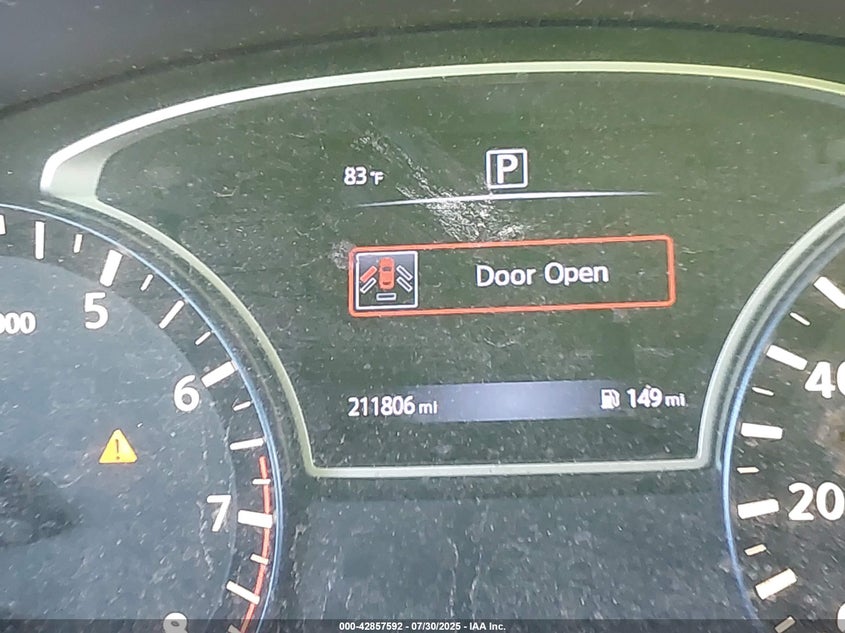 83°F
P
Door Open
5
000
6
40
211806 mi
149 mi
7
20
8
000-42857592 - 07/30/2025 - IAA Inc.